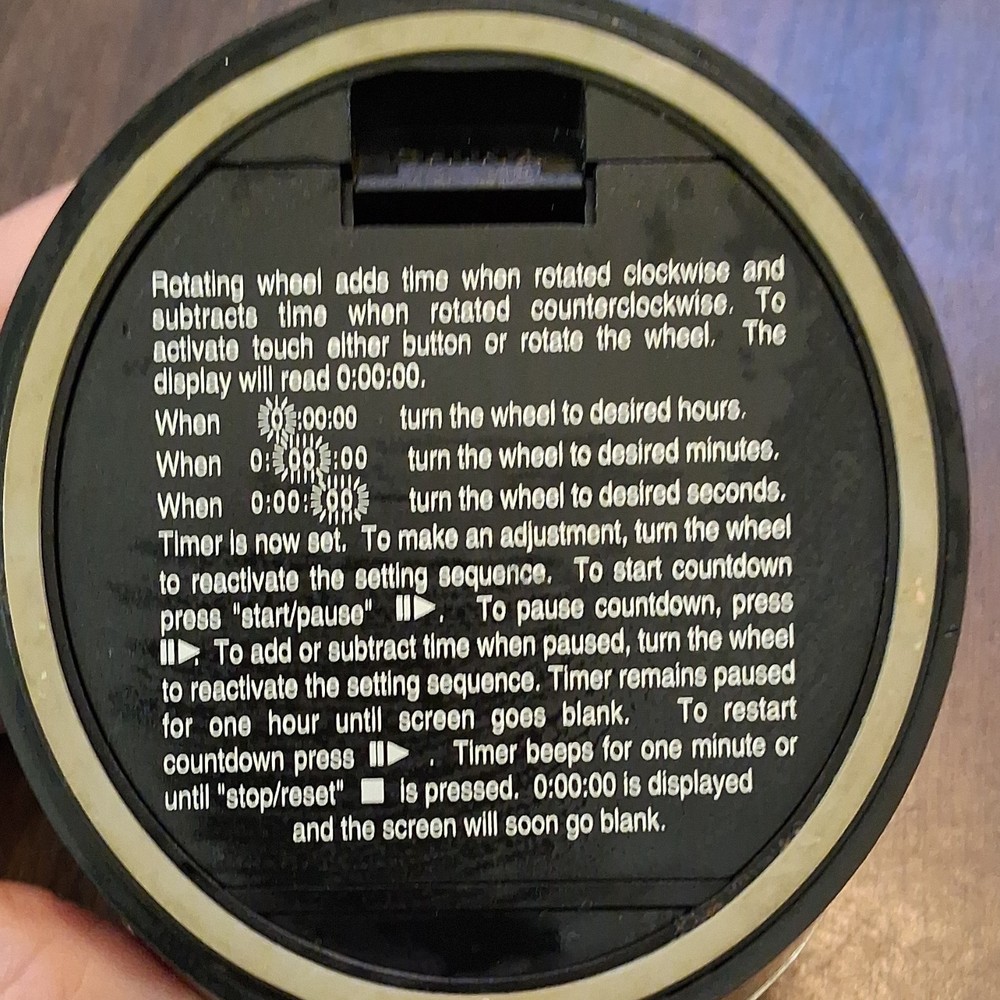 Rotating wheel adds time when rotated clockwise and
subtracts time when rotated counterclockwise. To
activate touch either button or rotate the wheel. The
display will read 0:00:00.
When 0:00:00 turn the wheel to desired hours.
When 0:00:00 turn the wheel to desired minutes.
When 0:00:00 turn the wheel to desired seconds.
Timer is now set. To make an adjustment, turn the wheel
to reactivate the setting sequence. To start countdown
press "start/pause" . To pause countdown, press
. To add or subtract time when paused, turn the wheel
to reactivate the setting sequence. Timer remains paused
for one hour until screen goes blank. To restart
countdown press . Timer beeps for one minute or
until "stop/reset" is pressed. 0:00:00 is displayed
and the screen will soon go blank.